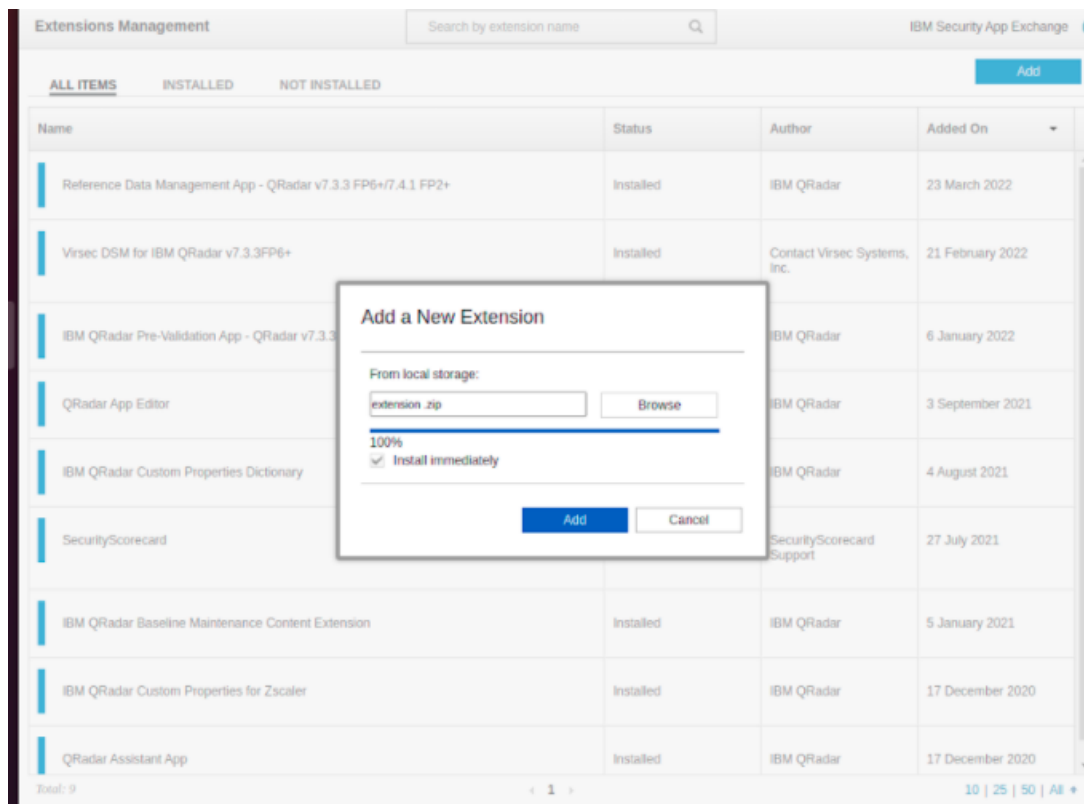 Extensions Management
Search by extension name
IBM Security App Exchange
ALL ITEMS INSTALLED NOT INSTALLED
Add
Name Status Author Added On
Reference Data Management App - QRadar v7.3.3 FP6+/7.4.1 FP2+ Installed IBM QRadar 23 March 2022
Virsec DSM for IBM QRadar v7.3.3FP6+ Installed Contact Virsec Systems, 21 February 2022
Inc.
Add a New Extension
IBM QRadar Pre-Validation App - QRadar v7.3.3 IBM QRadar 6 January 2022
From local storage:
QRadar App Editor extension .zip Browse IBM QRadar 3 September 2021
100%
Install immediately
IBM QRadar Custom Properties Dictionary IBM QRadar 4 August 2021
Add Cancel
SecurityScorecard SecurityScorecard 27 July 2021
Support
IBM QRadar Baseline Maintenance Content Extension Installed IBM QRadar 5 January 2021
IBM QRadar Custom Properties for Zscaler Installed IBM QRadar 17 December 2020
QRadar Assistant App Installed IBM QRadar 17 December 2020
Total: 9 ‹ 1 › 10 | 25 | 50 | All